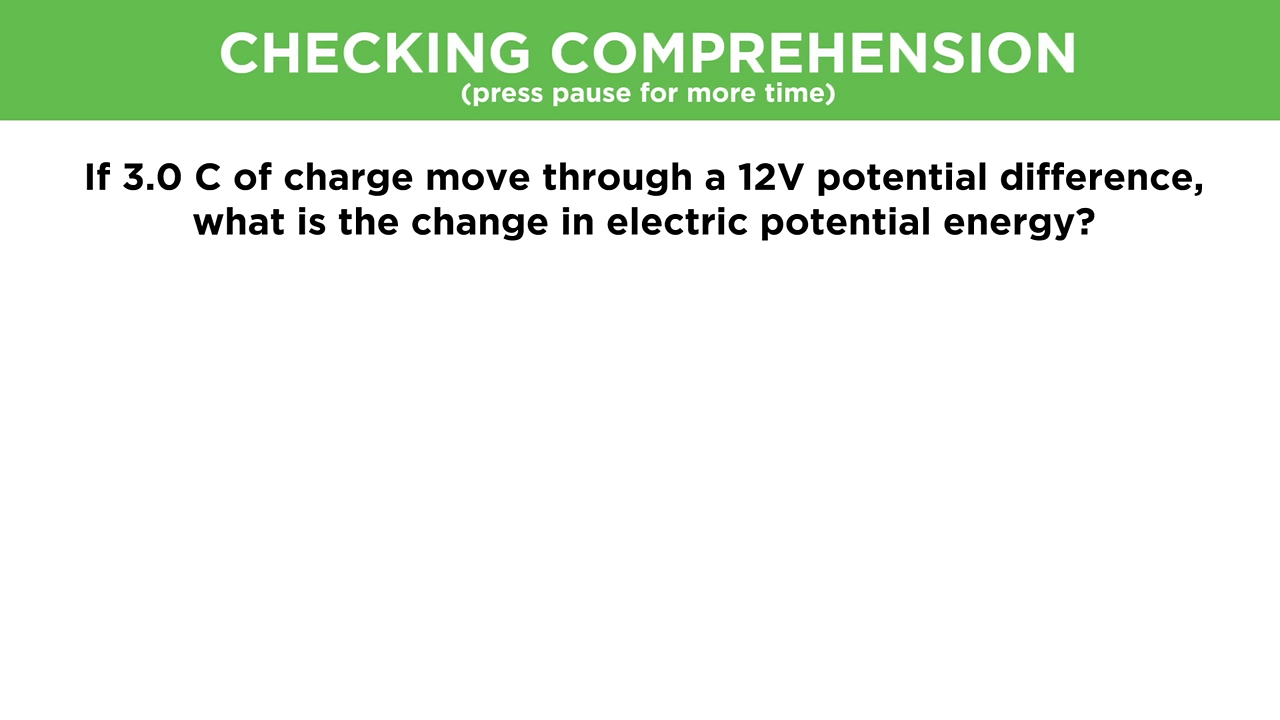 CHECKING COMPREHENSION
(press pause for more time)
If 3.0 C of charge move through a 12V potential difference,
what is the change in electric potential energy?